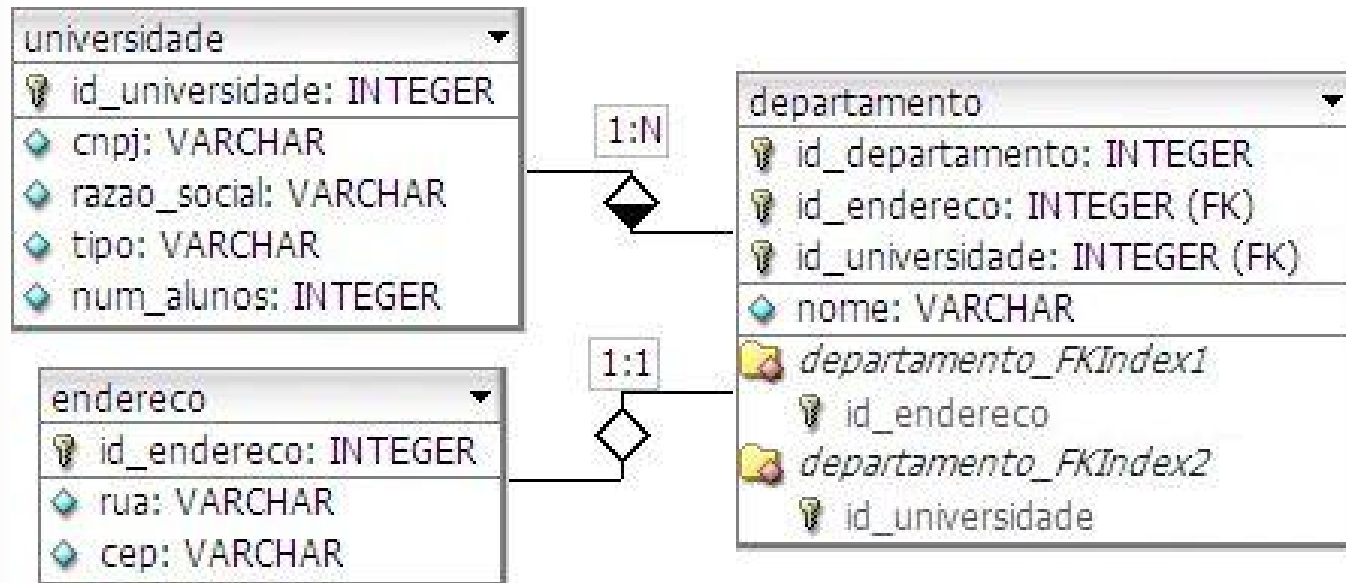 universidade
id_universidade: INTEGER
cnpj: VARCHAR
razao_social: VARCHAR
tipo: VARCHAR
num_alunos: INTEGER
1:N
departamento
id_departamento: INTEGER
id_endereco: INTEGER (FK)
id_universidade: INTEGER (FK)
nome: VARCHAR
departamento_FKIndex1
id_endereco
departamento_FKIndex2
id_universidade
1:1
endereco
id_endereco: INTEGER
rua: VARCHAR
cep: VARCHAR